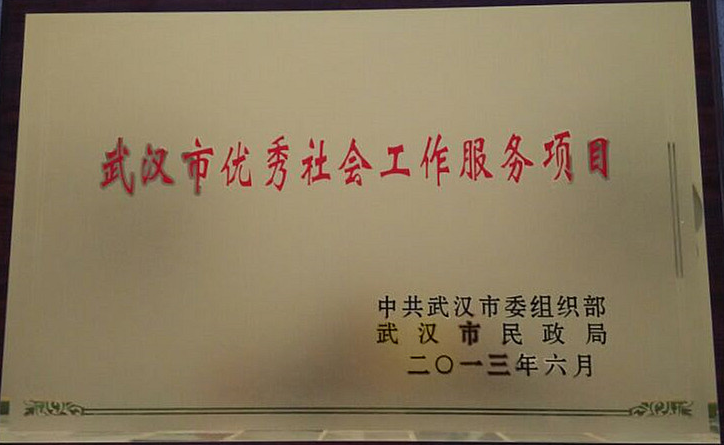 武汉市优秀社会工作服务项目
中共武汉市委组织部
武汉市民政局
二〇一三年六月